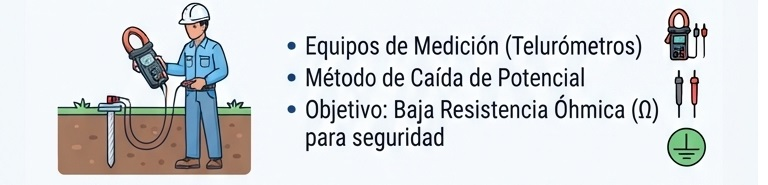 • Equipos de Medición (Telurómetros)
• Método de Caída de Potencial
• Objetivo: Baja Resistencia Óhmica (Ω)
para seguridad